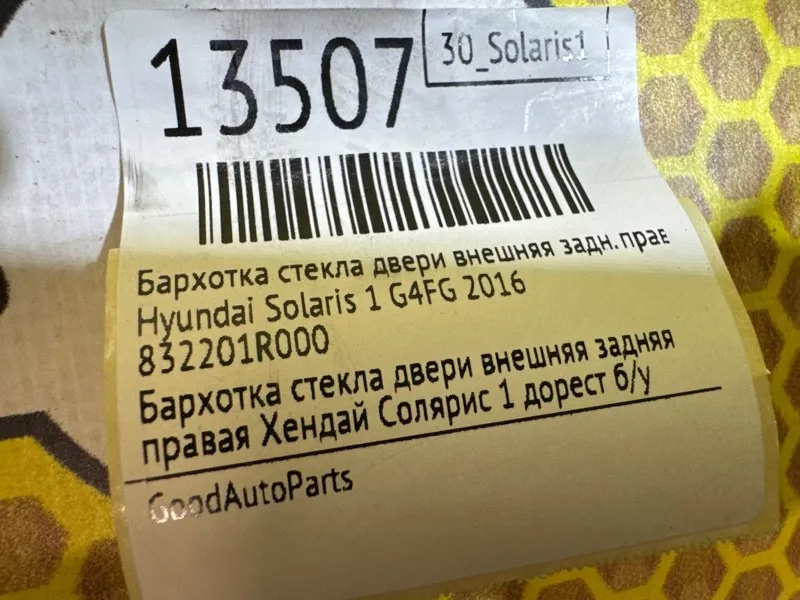 13507
30_Solaris1
Бархотка стекла двери внешняя задн. прав
Hyundai Solaris 1 G4FG 2016
832201R000
Бархотка стекла двери внешняя задняя
правая Хендай Солярис 1 дорест б/у
GoodAutoParts